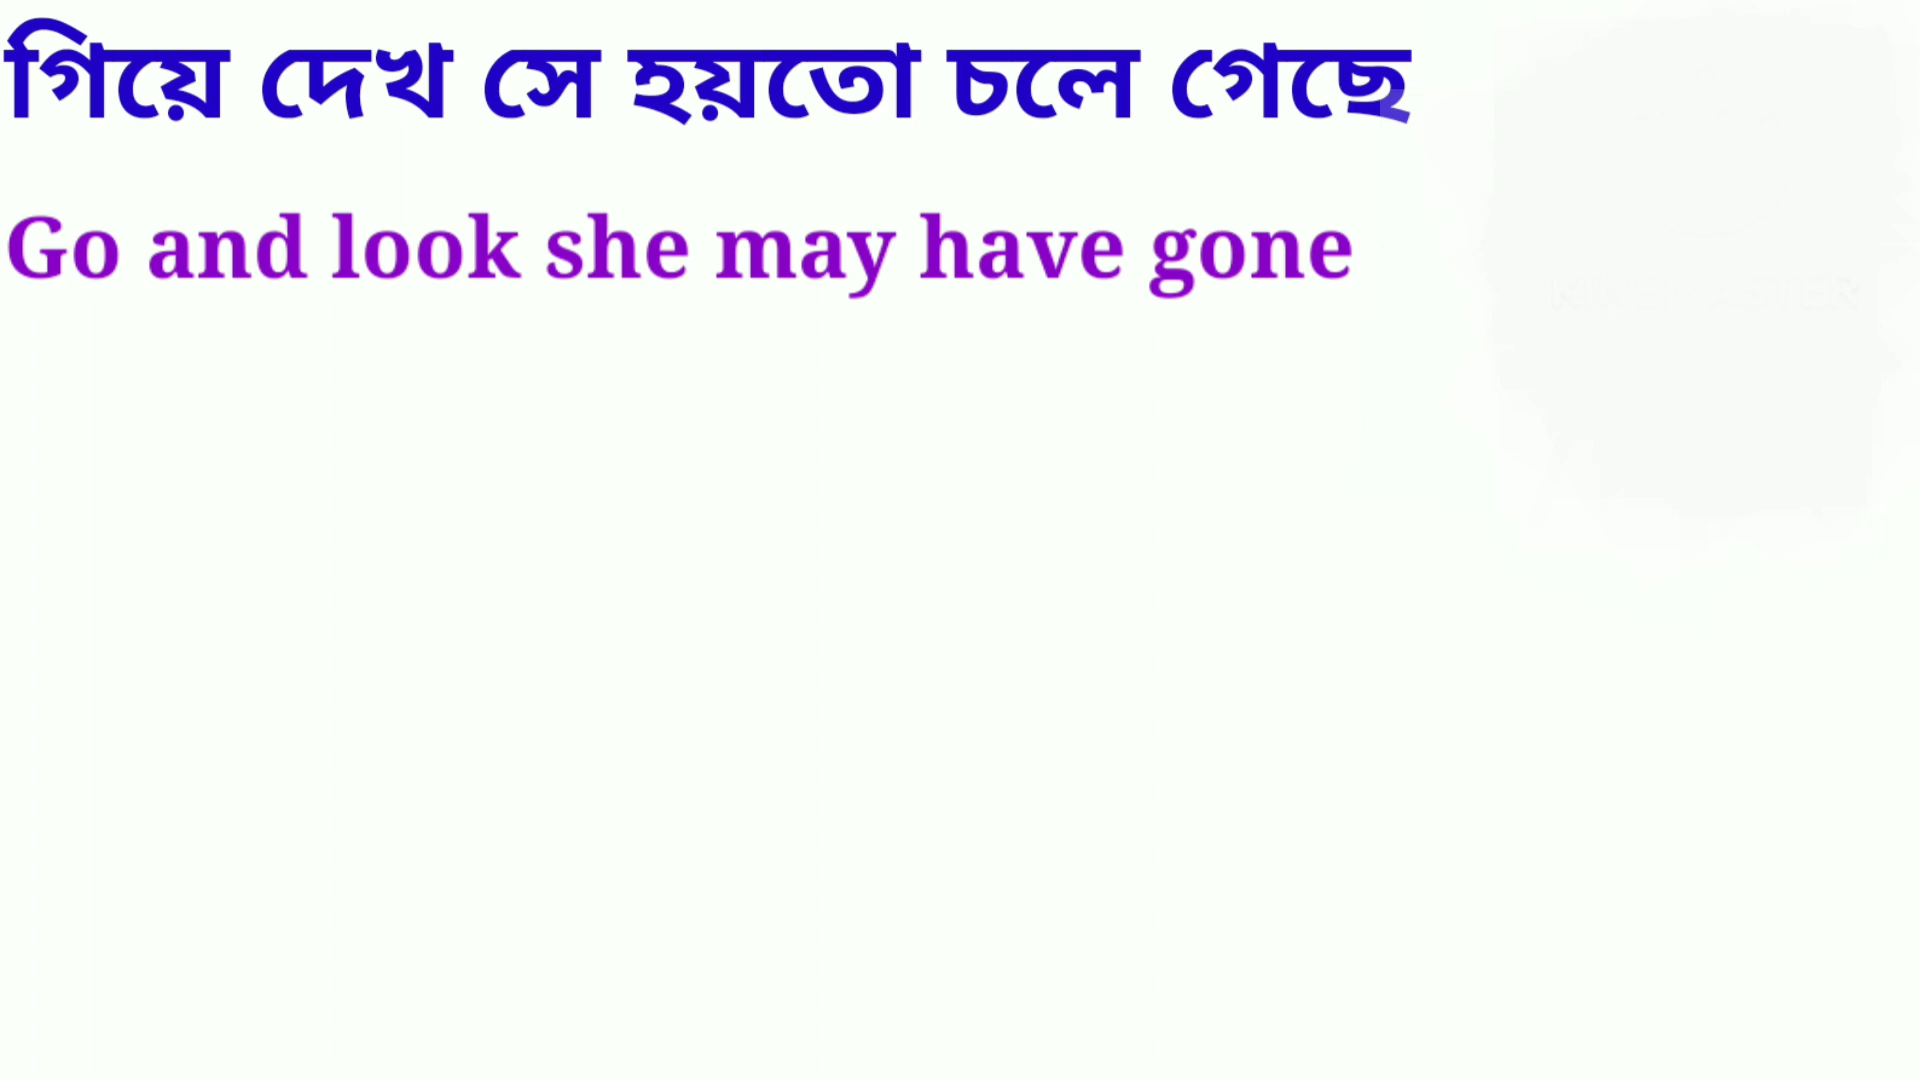 গিয়ে দেখ সে হয়তো চলে গেছে
Go and look she may have gone